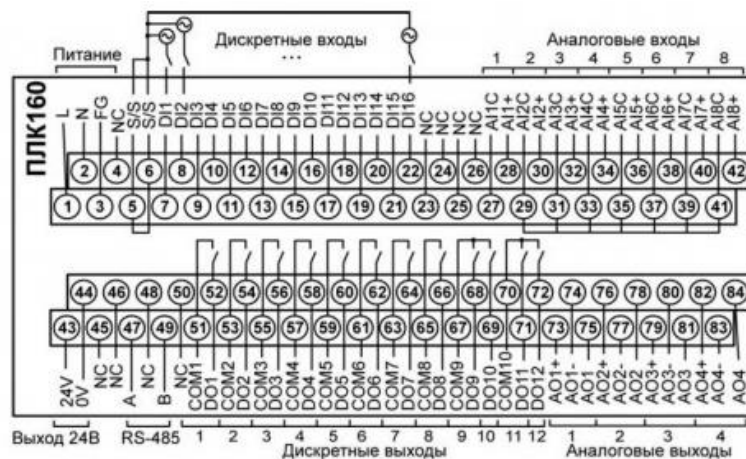 Питание
Дискретные входы
...
Аналоговые входы
1 2 3 4 5 6 7 8
ПЛК160
L N FG NC S/S S/S DI1 DI2 DI3 DI4 DI5 DI6 DI7 DI8 DI9 DI10 DI11 DI12 DI13 DI14 DI15 DI16 NC NC NC NC AI1C AI1+ AI2C AI2+ AI3C AI3+ AI4C AI4+ AI5C AI5+ AI6C AI6+ AI7C AI7+ AI8C AI8+
2 4 6 8 10 12 14 16 18 20 22 24 26 28 30 32 34 36 38 40 42
1 3 5 7 9 11 13 15 17 19 21 23 25 27 29 31 33 35 37 39 41
44 46 48 50 52 54 56 58 60 62 64 66 68 70 72 74 76 78 80 82 84
43 45 47 49 51 53 55 57 59 61 63 65 67 69 71 73 75 77 79 81 83
24V 0V NC NC A NC B NC COM1 DO1 COM2 DO2 COM3 DO3 COM4 DO4 COM5 DO5 COM6 DO6 COM7 DO7 COM8 DO8 COM9 DO9 DO10 COM10 DO11 DO12 AO1+ AO1- AO1 AO2+ AO2- AO2 AO3+ AO3- AO3 AO4+ AO4- AO4
Выход 24В
RS-485
1 2 3 4 5 6 7 8 9 10 11 12
1 2 3 4
Дискретные выходы
Аналоговые выходы